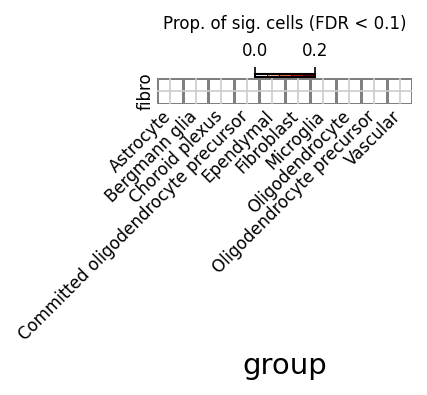 Prop. of sig. cells (FDR < 0.1)
0.0 0.2
fibro
Astrocyte
Bergmann glia
Choroid plexus
Committed oligodendrocyte precursor
Ependymal
Fibroblast
Microglia
Oligodendrocyte
Oligodendrocyte precursor
Vascular
group